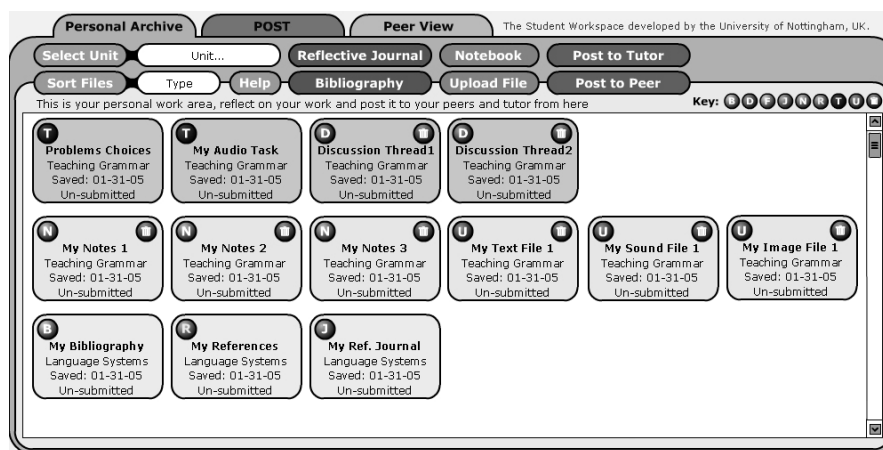 Personal Archive POST Peer View The Student Workspace developed by the University of Nottingham, UK.
Select Unit Unit... Reflective Journal Notebook Post to Tutor
Sort Files Type Help Bibliography Upload File Post to Peer
This is your personal work area, reflect on your work and post it to your peers and tutor from here Key: B D F J N R T U
T T D D
Problems Choices My Audio Task Discussion Thread1 Discussion Thread2
Teaching Grammar Teaching Grammar Teaching Grammar Teaching Grammar
Saved: 01-31-05 Saved: 01-31-05 Saved: 01-31-05 Saved: 01-31-05
Un-submitted Un-submitted Un-submitted Un-submitted
N N N U U U
My Notes 1 My Notes 2 My Notes 3 My Text File 1 My Sound File 1 My Image File 1
Teaching Grammar Teaching Grammar Teaching Grammar Teaching Grammar Teaching Grammar Teaching Grammar
Saved: 01-31-05 Saved: 01-31-05 Saved: 01-31-05 Saved: 01-31-05 Saved: 01-31-05 Saved: 01-31-05
Un-submitted Un-submitted Un-submitted Un-submitted Un-submitted Un-submitted
B R J
My Bibliography My References My Ref. Journal
Language Systems Language Systems Language Systems
Saved: 01-31-05 Saved: 01-31-05 Saved: 01-31-05
Un-submitted Un-submitted Un-submitted